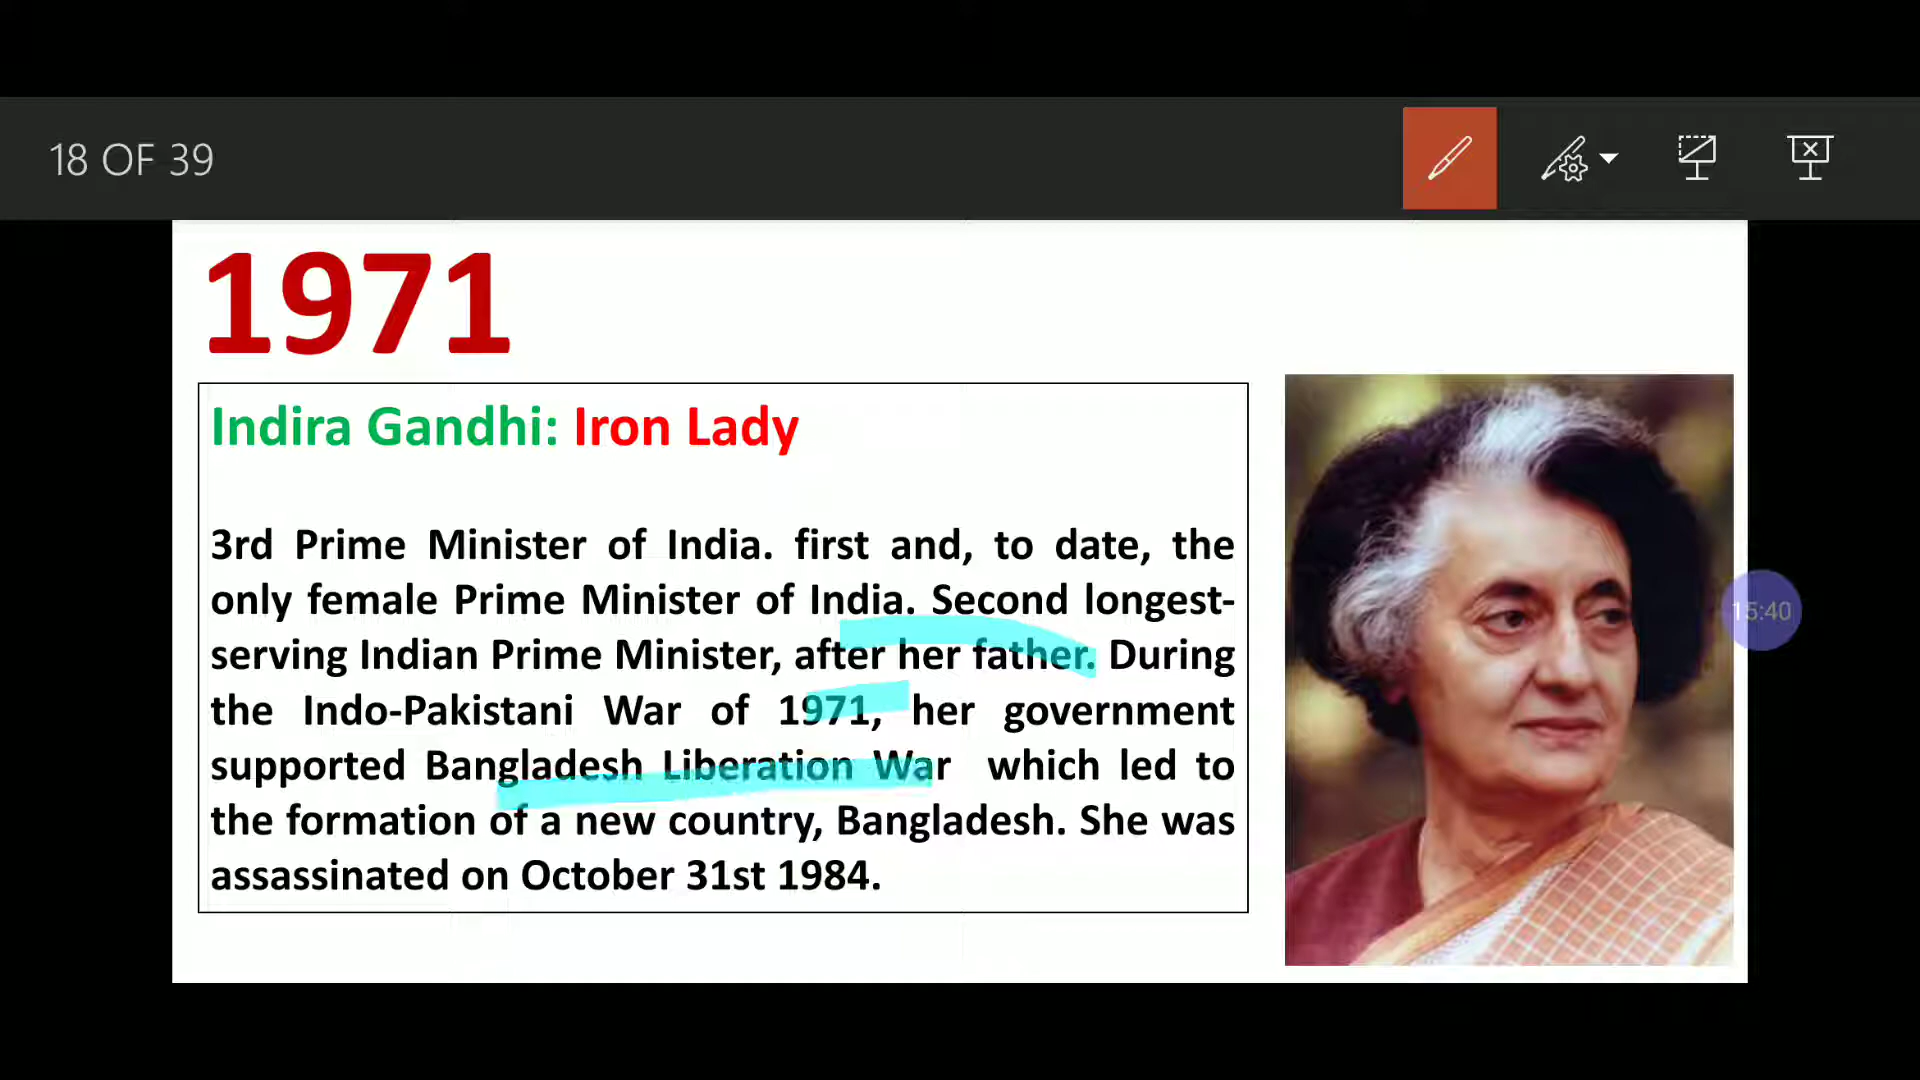 18 OF 39
1971
Indira Gandhi: Iron Lady
3rd Prime Minister of India. first and, to date, the
only female Prime Minister of India. Second longest-
serving Indian Prime Minister, after her father. During
the Indo-Pakistani War of 1971, her government
supported Bangladesh Liberation War which led to
the formation of a new country, Bangladesh. She was
assassinated on October 31st 1984.
15:40